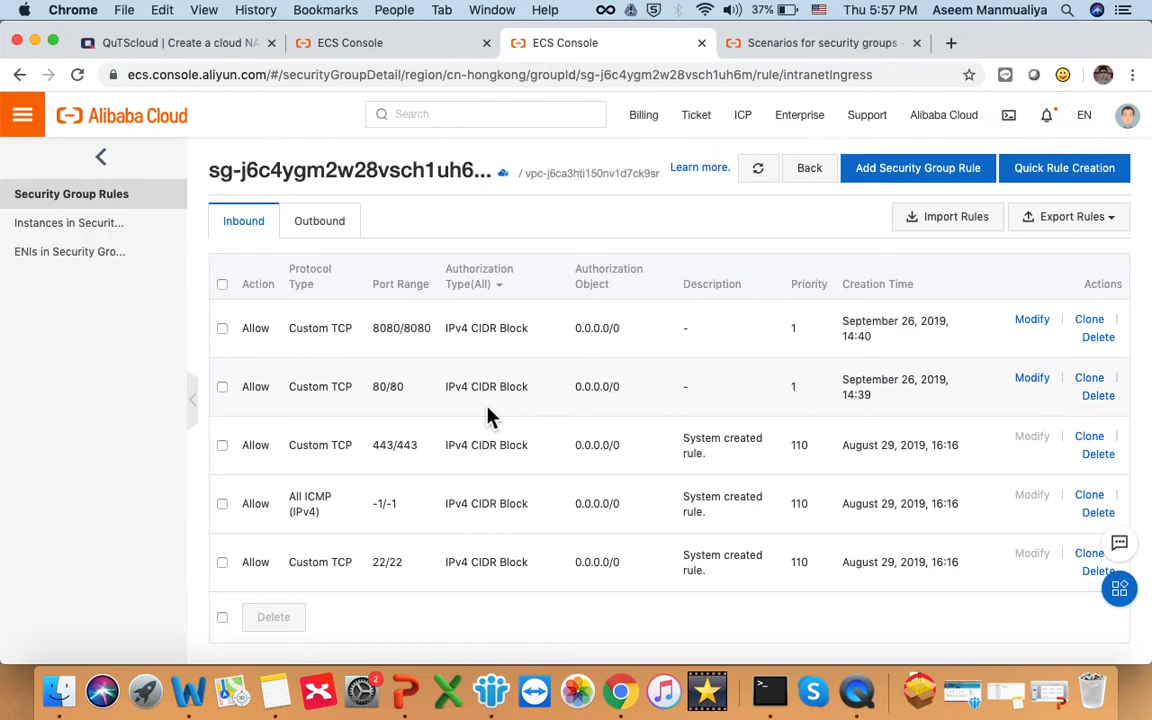 Chrome File Edit View History Bookmarks People Tab Window Help 37% Thu 5:57 PM Aseem Manmualiya
QuTScloud | Create a cloud NA
ECS Console
ECS Console
Scenarios for security groups -
ecs.console.aliyun.com/#/securityGroupDetail/region/cn-hongkong/groupId/sg-j6c4ygm2w28vsch1uh6m/rule/intranetIngress
Alibaba Cloud
Search
Billing Ticket ICP Enterprise Support Alibaba Cloud EN
Security Group Rules
Instances in Securit...
ENIs in Security Gro...
sg-j6c4ygm2w28vsch1uh6... / vpc-j6ca3hti150nv1d7ck9sr Learn more. Back Add Security Group Rule Quick Rule Creation
Inbound Outbound Import Rules Export Rules
Action Protocol Type Port Range Authorization Type(All) Authorization Object Description Priority Creation Time Actions
Allow Custom TCP 8080/8080 IPv4 CIDR Block 0.0.0.0/0 - 1 September 26, 2019, 14:40 Modify | Clone | Delete
Allow Custom TCP 80/80 IPv4 CIDR Block 0.0.0.0/0 - 1 September 26, 2019, 14:39 Modify | Clone | Delete
Allow Custom TCP 443/443 IPv4 CIDR Block 0.0.0.0/0 System created rule. 110 August 29, 2019, 16:16 Modify | Clone | Delete
Allow All ICMP (IPv4) -1/-1 IPv4 CIDR Block 0.0.0.0/0 System created rule. 110 August 29, 2019, 16:16 Modify | Clone | Delete
Allow Custom TCP 22/22 IPv4 CIDR Block 0.0.0.0/0 System created rule. 110 August 29, 2019, 16:16 Modify | Clone Delete
Delete
2